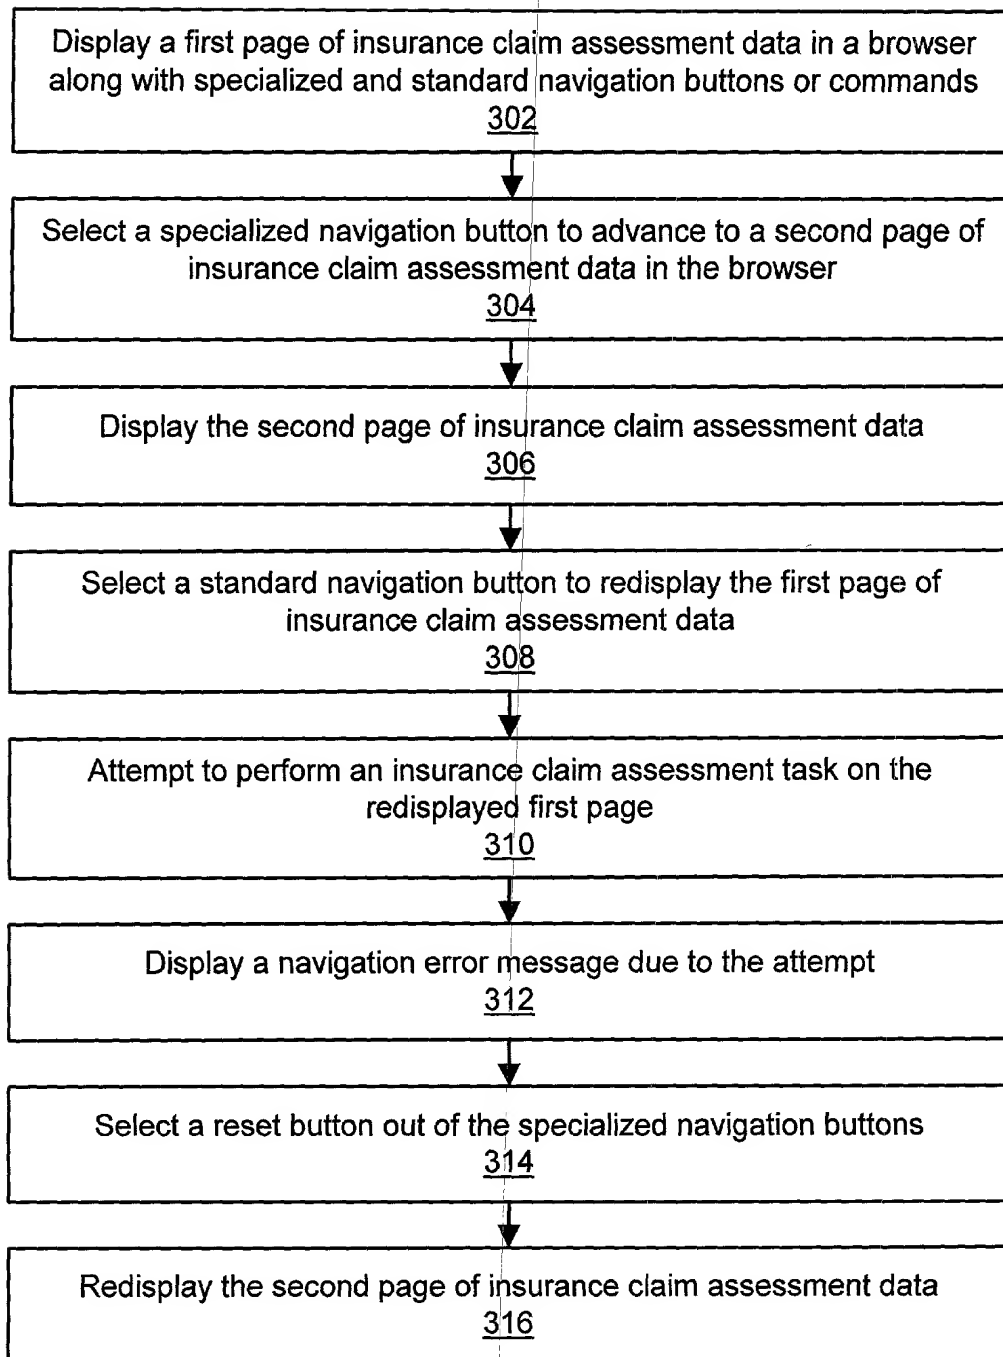 Display a first page of insurance claim assessment data in a browser
along with specialized and standard navigation buttons or commands
302
Select a specialized navigation button to advance to a second page of
insurance claim assessment data in the browser
304
Display the second page of insurance claim assessment data
306
Select a standard navigation button to redisplay the first page of
insurance claim assessment data
308
Attempt to perform an insurance claim assessment task on the
redisplayed first page
310
Display a navigation error message due to the attempt
312
Select a reset button out of the specialized navigation buttons
314
Redisplay the second page of insurance claim assessment data
316